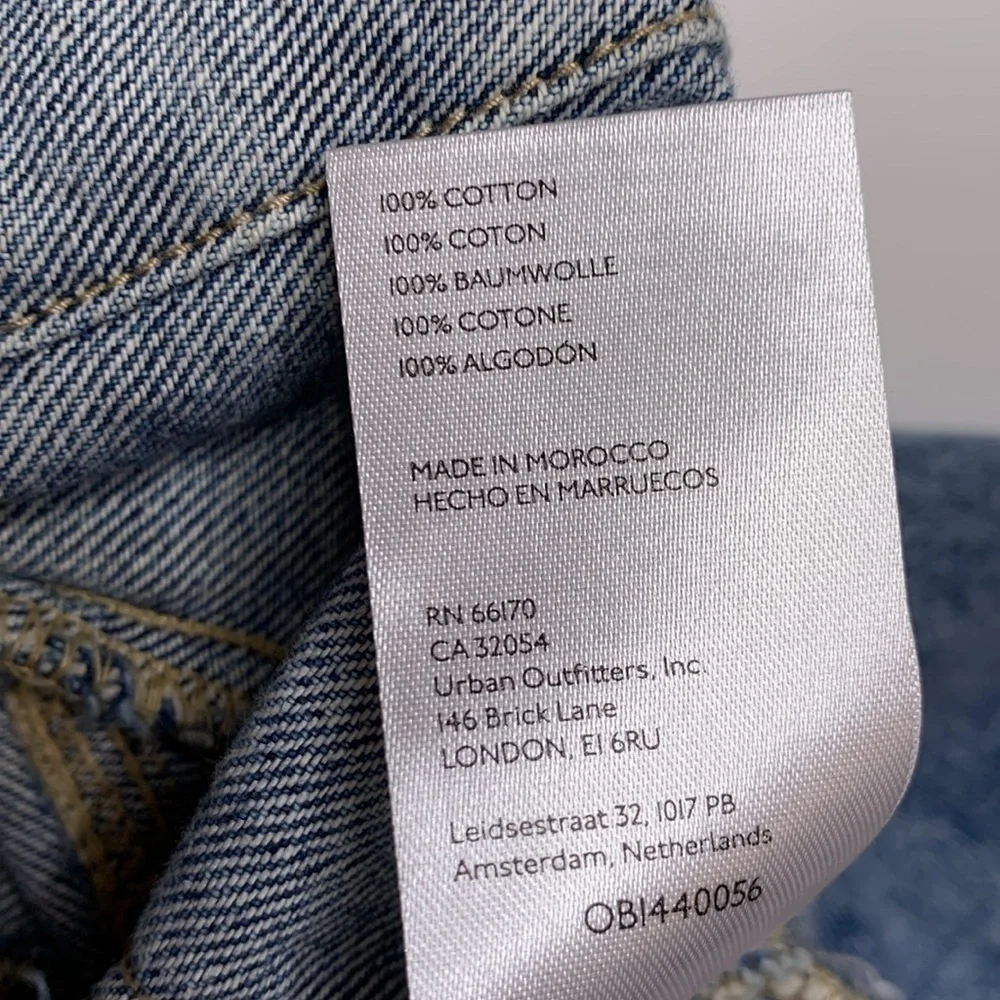 100% COTTON
100% COTON
100% BAUMWOLLE
100% COTONE
100% ALGODÓN
MADE IN MOROCCO
HECHO EN MARRUECOS
RN 66170
CA 32054
Urban Outfitters, Inc.
146 Brick Lane
LONDON, E1 6RU
Leidsestraat 32, 1017 PB
Amsterdam, Netherlands
OB1440056